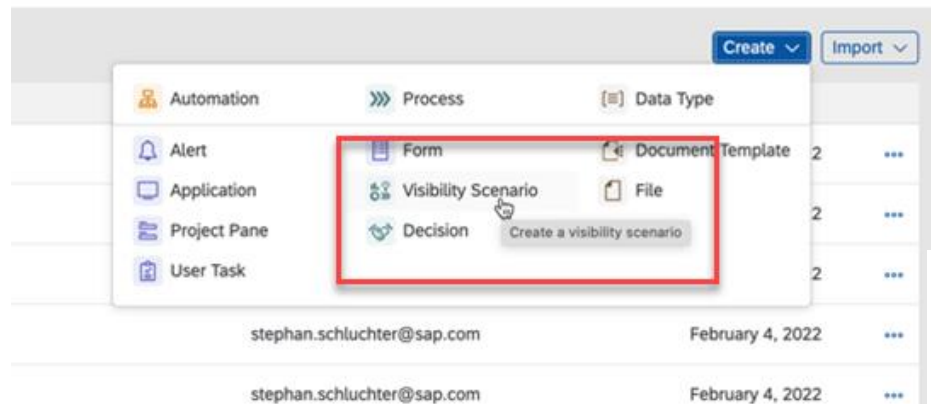 Create Import
Automation Process Data Type
Alert Form Document Template 2
Application Visibility Scenario File
2
Project Pane Decision Create a visibility scenario
User Task 2
stephan.schluchter@sap.com February 4, 2022
stephan.schluchter@sap.com February 4, 2022